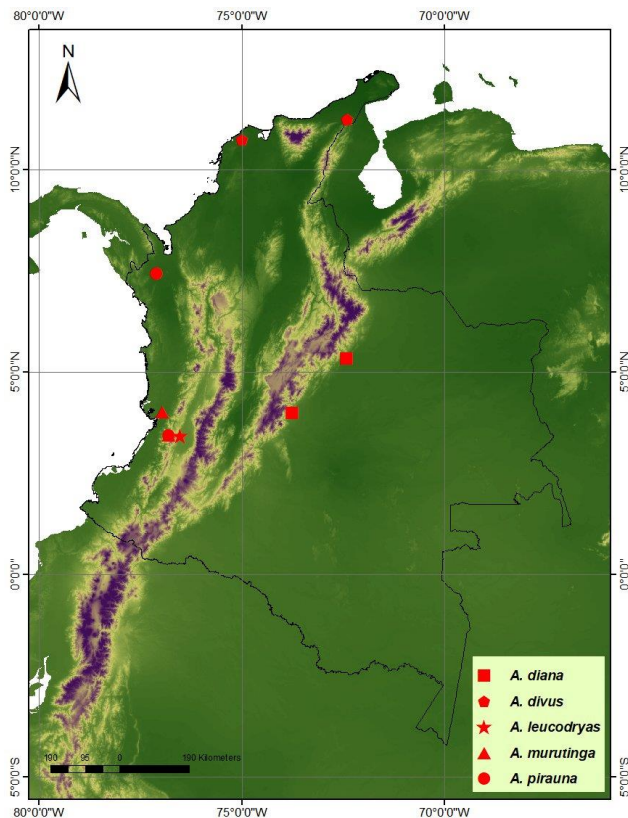 80°0'0"W 75°0'0"W 70°0'0"W
N
10°0'0"N 10°0'0"N
5°0'0"N 5°0'0"N
0°0'0" 0°0'0"
A. diana
A. divus
A. leucodryas
A. murutinga
A. pirauna
190 95 0 190 Kilometers
5°0'0"S 5°0'0"S
80°0'0"W 75°0'0"W 70°0'0"W